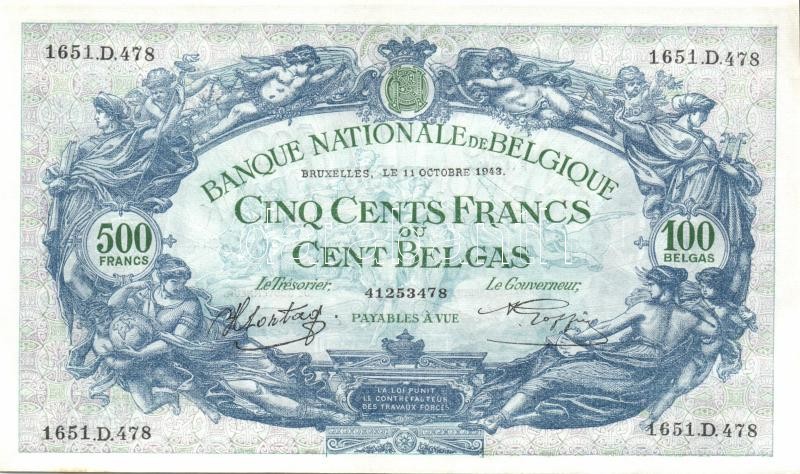 1651.D.478
1651.D.478
BANQUE NATIONALE DE BELGIQUE
BRUXELLES, LE 11 OCTOBRE 1943.
CINQ CENTS FRANCS
OU
CENT BELGAS
500
FRANCS
100
BELGAS
Le Trésorier,
Le Gouverneur,
41253478
PAYABLES À VUE
LA LOI PUNIT
LE CONTREFACTEUR
DES TRAVAUX FORCÉS
1651.D.478
1651.D.478